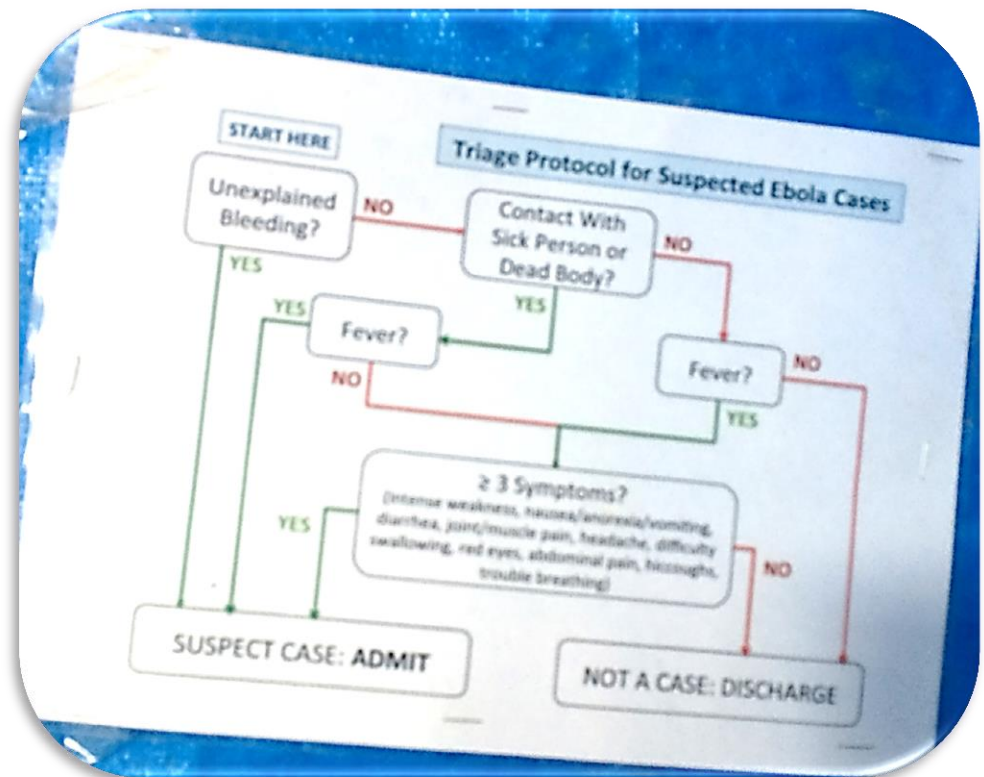 START HERE
Triage Protocol for Suspected Ebola Cases
Unexplained
Bleeding?
NO
Contact With
Sick Person or
Dead Body?
NO
YES
YES
YES
Fever?
NO
Fever?
NO
YES
≥ 3 Symptoms?
(Intense weakness, nausea/anorexia/vomiting,
diarrhea, joint/muscle pain, headache, difficulty
swallowing, red eyes, abdominal pain, hiccoughs,
trouble breathing)
YES
NO
SUSPECT CASE: ADMIT
NOT A CASE: DISCHARGE